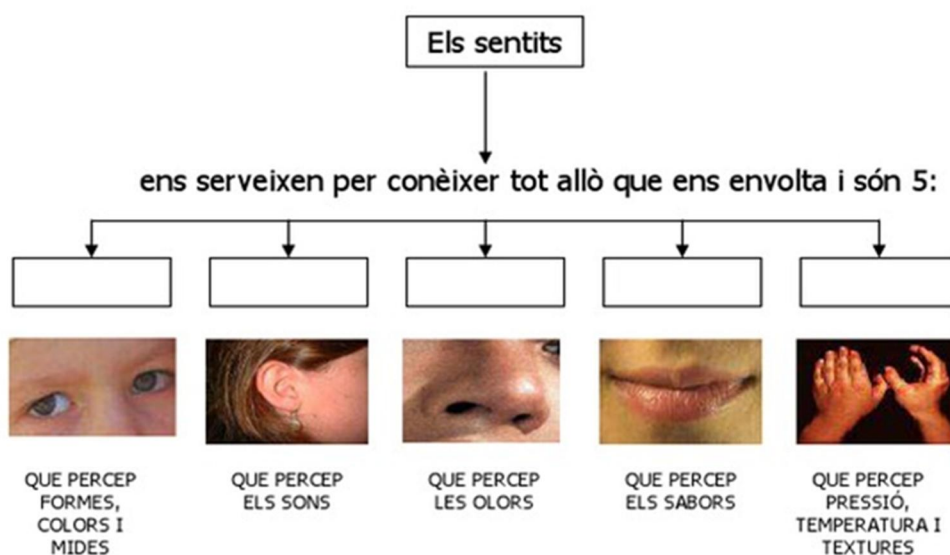 Els sentits
ens serveixen per conèixer tot allò que ens envolta i són 5:
QUE PERCEP
FORMES,
COLORS I
MIDES
QUE PERCEP
ELS SONS
QUE PERCEP
LES OLORS
QUE PERCEP
ELS SABORS
QUE PERCEP
PRESSIÓ,
TEMPERATURA I
TEXTURES